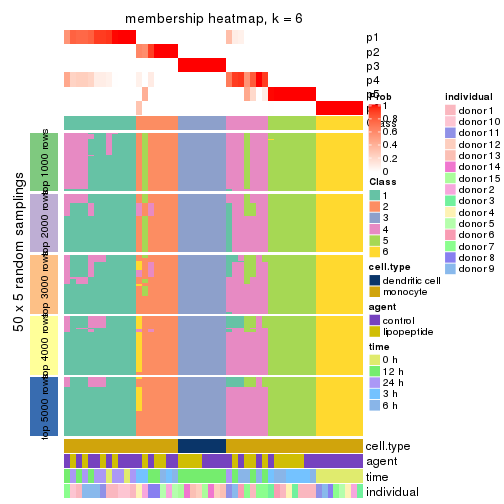 membership heatmap, k = 6
p1
p2
p3
p4
Prob
1
0.8
0.6
0.4
0.2
0
Class
1
2
3
4
5
6
cell.type
dendritic cell
monocyte
agent
control
lipopeptide
time
0 h
12 h
24 h
3 h
6 h
individual
donor 1
donor 10
donor 11
donor 12
donor 13
donor 14
donor 15
donor 2
donor 3
donor 4
donor 5
donor 6
donor 7
donor 8
donor 9
50 x 5 random samplings
top 1000 rows
top 2000 rows
top 3000 rows
top 4000 rows
top 5000 rows
cell.type
agent
time
individual